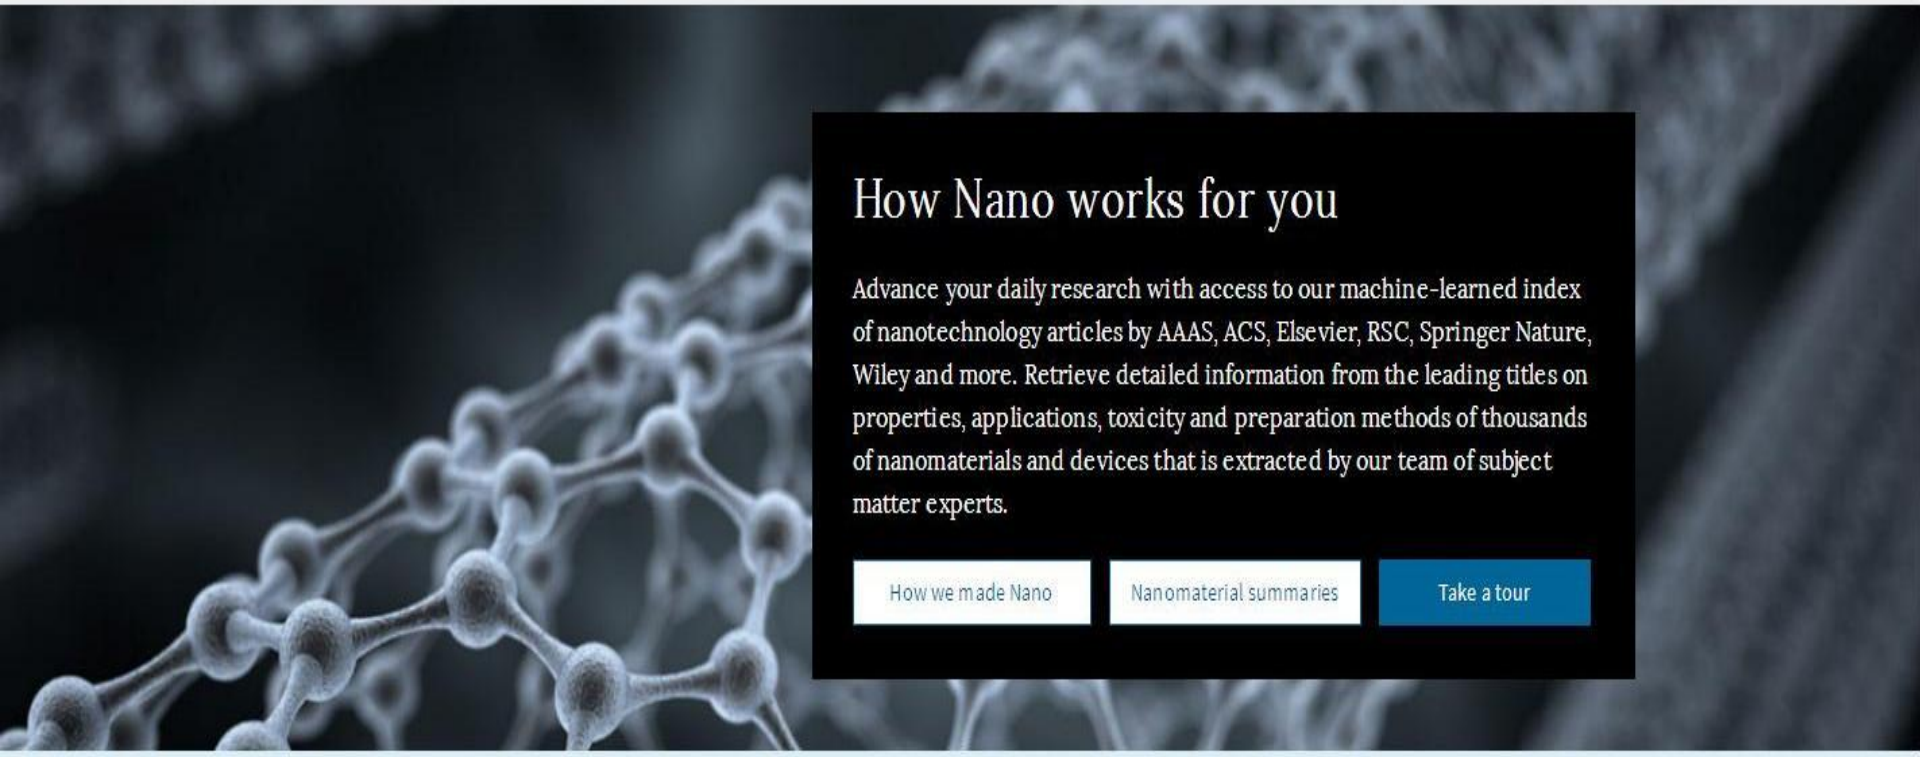 How Nano works for you
Advance your daily research with access to our machine-learned index
of nanotechnology articles by AAAS, ACS, Elsevier, RSC, Springer Nature,
Wiley and more. Retrieve detailed information from the leading titles on
properties, applications, toxicity and preparation methods of thousands
of nanomaterials and devices that is extracted by our team of subject
matter experts.
How we made Nano
Nanomaterial summaries
Take a tour